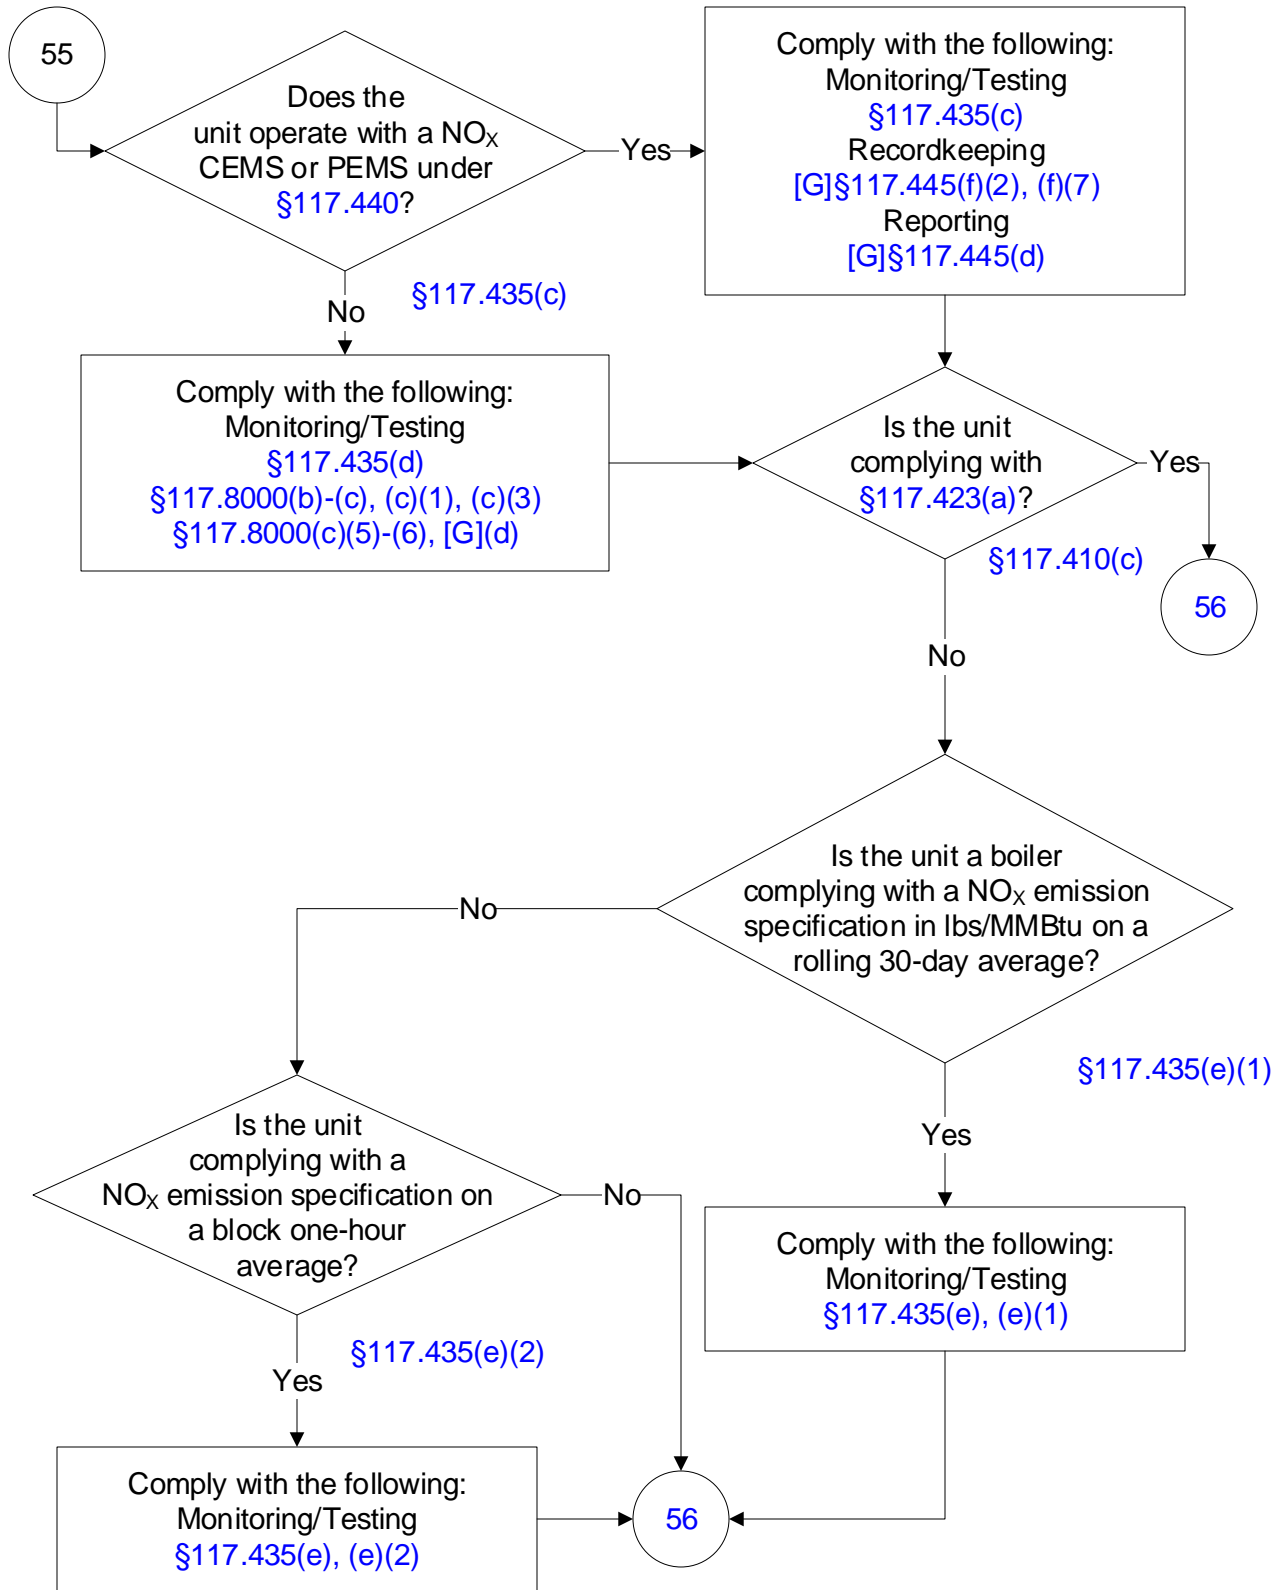 55
Does the
unit operate with a NOX
CEMS or PEMS under
§117.440?
Yes
Comply with the following:
Monitoring/Testing
§117.435(c)
Recordkeeping
[G]§117.445(f)(2), (f)(7)
Reporting
[G]§117.445(d)
§117.435(c)
No
Comply with the following:
Monitoring/Testing
§117.435(d)
§117.8000(b)-(c), (c)(1), (c)(3)
§117.8000(c)(5)-(6), [G](d)
Is the unit
complying with
§117.423(a)?
Yes
§117.410(c)
56
No
Is the unit a boiler
complying with a NOX emission
specification in lbs/MMBtu on a
rolling 30-day average?
No
§117.435(e)(1)
Yes
Is the unit
complying with a
NOX emission specification on
a block one-hour
average?
No
Comply with the following:
Monitoring/Testing
§117.435(e), (e)(1)
§117.435(e)(2)
Yes
Comply with the following:
Monitoring/Testing
§117.435(e), (e)(2)
56